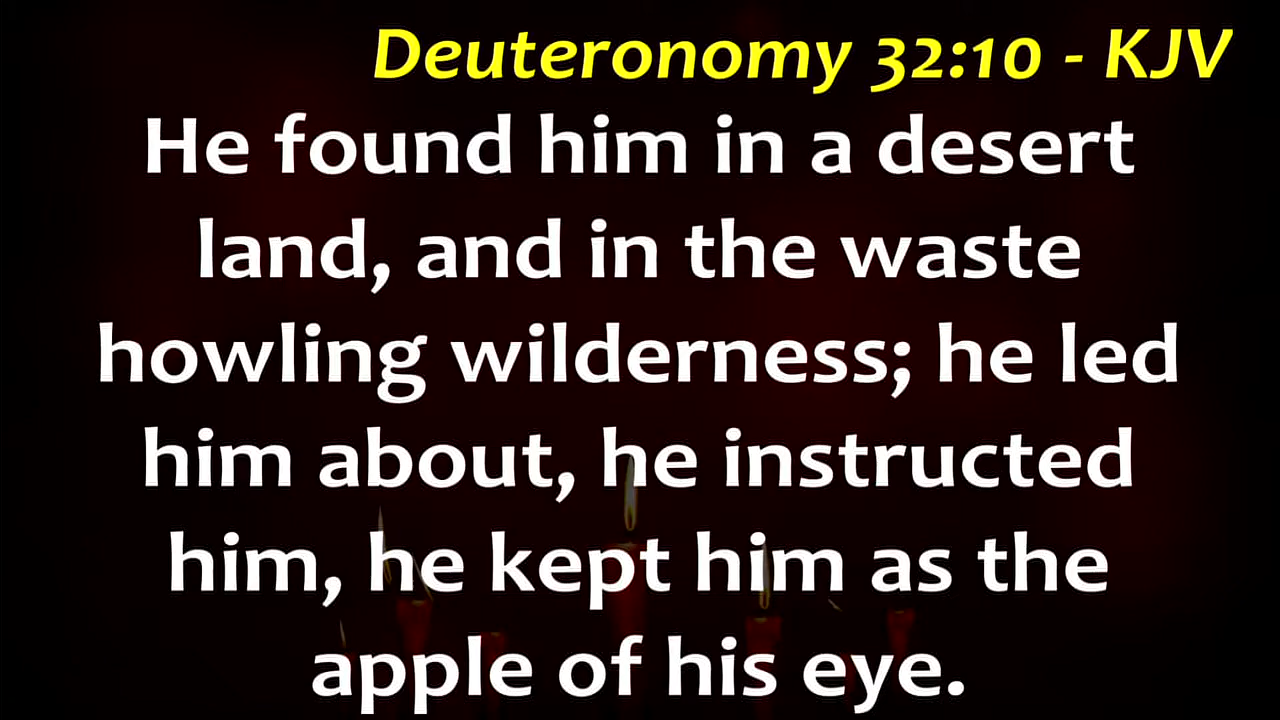 Deuteronomy 32:10 - KJV
He found him in a desert
land, and in the waste
howling wilderness; he led
him about, he instructed
him, he kept him as the
apple of his eye.